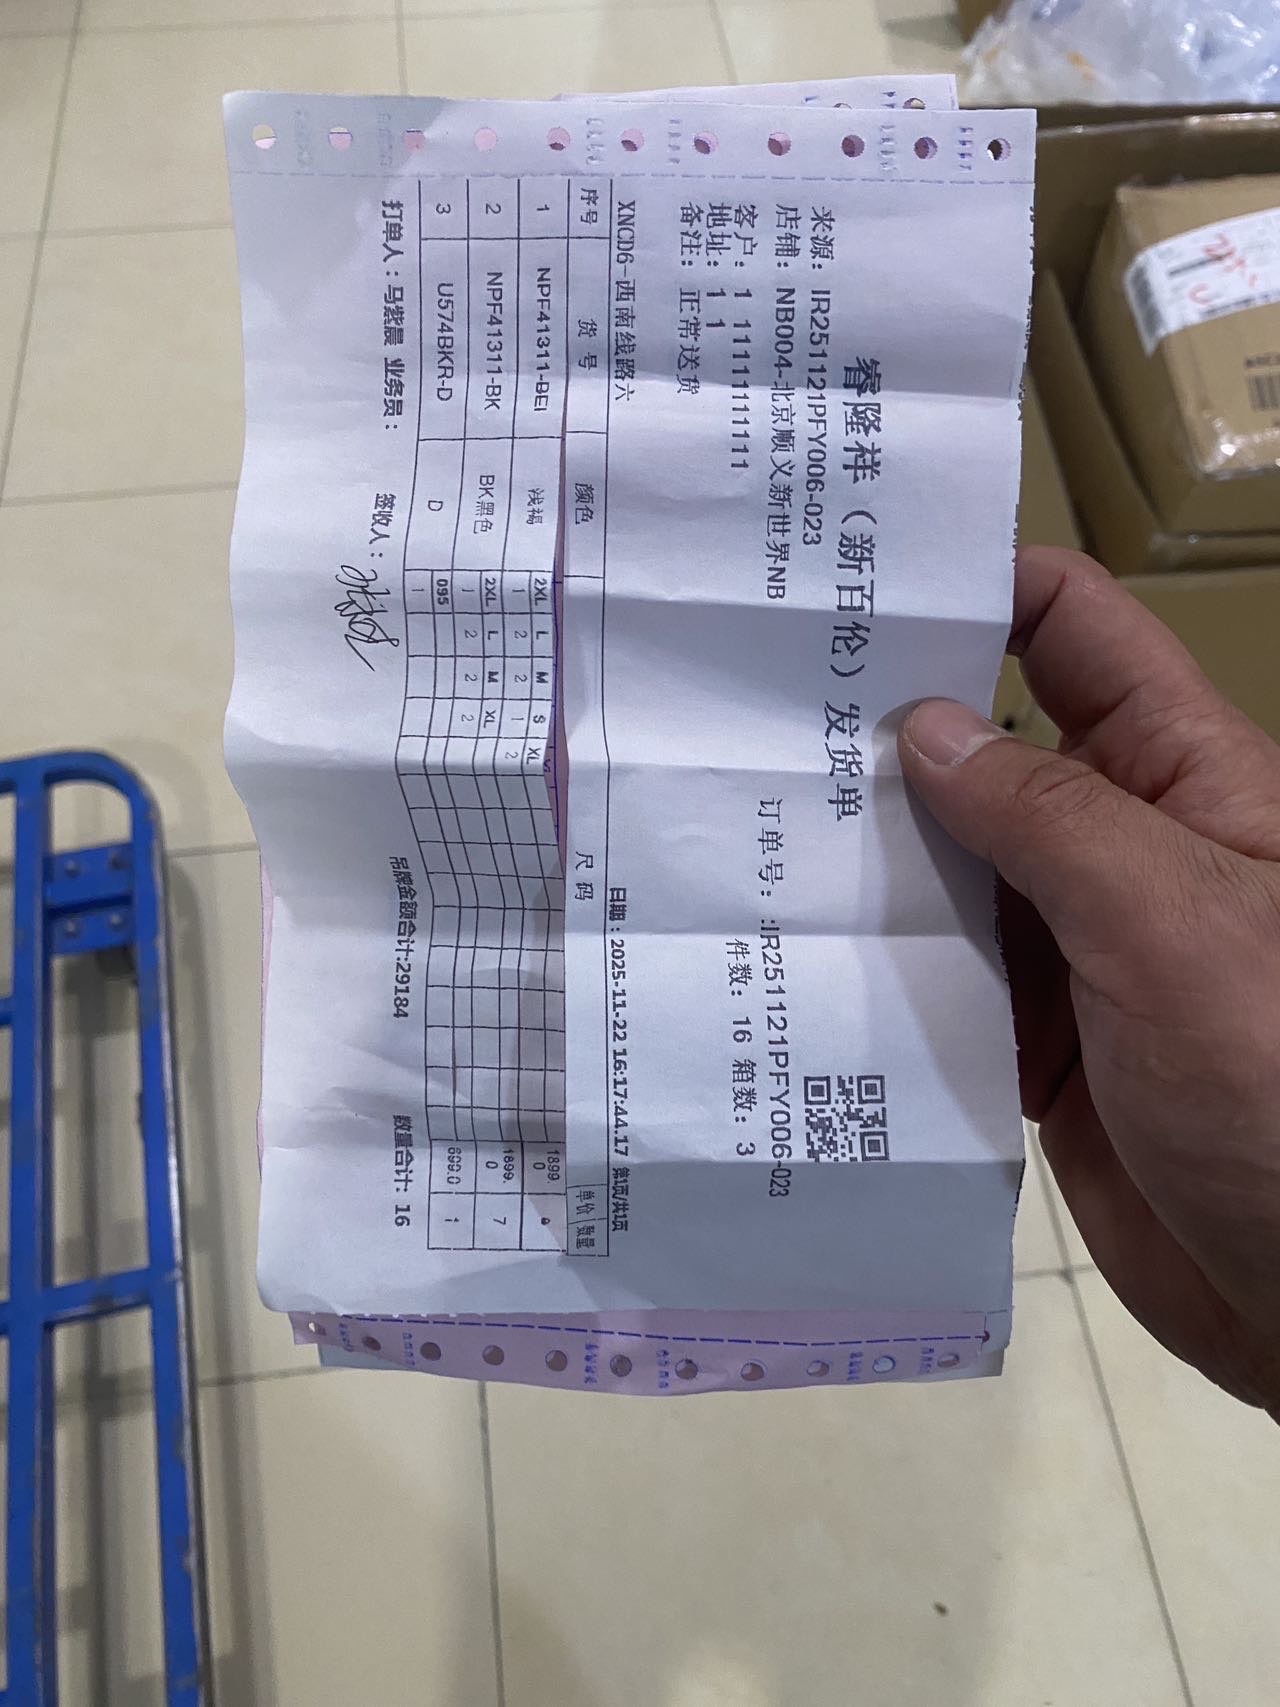 睿隆祥（新百伦）发货单
来源：IR251121PFY006-023
订单号：:IR251121PFY006-023
店铺：NB004-北京顺义新世界NB
件数：16 箱数：3
客户：1 11111111111
地址：1 1
备注：正常送货
XNCD6-西南线路六
日期：2025-11-22 16:17:44.17 第1页/共1页
序号 货号 颜色 尺码 单价 数量
2XL L M S XL
1 NPF41311-BEI 浅褐 1 2 2 1 2 1899.0
2XL L M XL
2 NPF41311-BK BK黑色 1 2 2 2 1899.0 7
095
3 U574BKR-D D 1 699.0 1
打单人：马紫晨 业务员： 签收人： 吊牌金额合计:29184 数量合计: 16